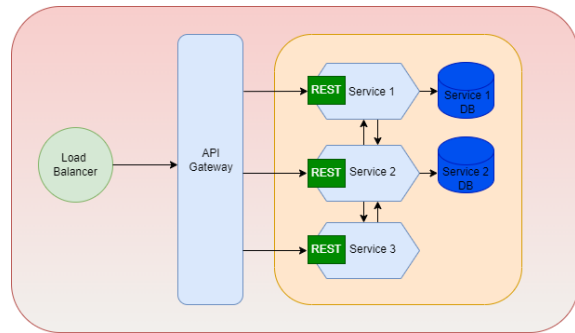 Load
Balancer
API
Gateway
REST
Service 1
Service 1
DB
REST
Service 2
Service 2
DB
REST
Service 3